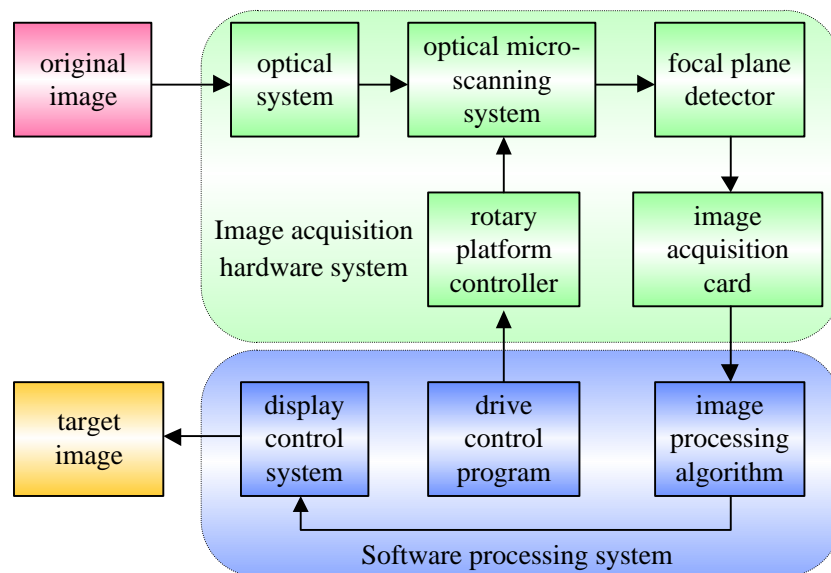 original
image
optical
system
optical micro-
scanning
system
focal plane
detector
Image acquisition
hardware system
rotary
platform
controller
image
acquisition
card
target
image
display
control
system
drive
control
program
image
processing
algorithm
Software processing system